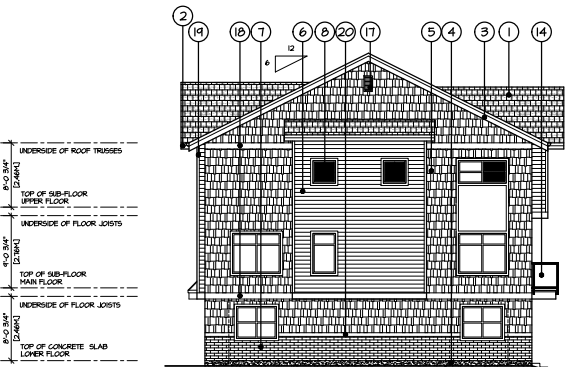 2 19 18 7 6 8 20 17 5 4 3 1 14
12
6
UNDERSIDE OF ROOF TRUSSES
8'-0 3/4"
[2.46M.]
TOP OF SUB-FLOOR
UPPER FLOOR
UNDERSIDE OF FLOOR JOISTS
9'-0 3/4"
[2.76M.]
TOP OF SUB-FLOOR
MAIN FLOOR
UNDERSIDE OF FLOOR JOISTS
8'-0 3/4"
[2.46M.]
TOP OF CONCRETE SLAB
LOWER FLOOR